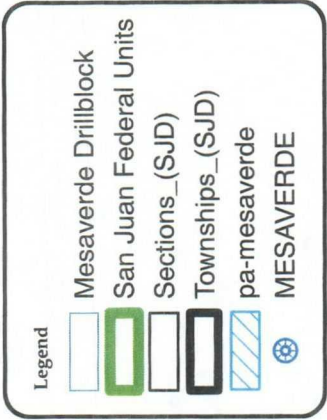 Legend
Mesaverde Drillblock
San Juan Federal Units
Sections_(SJD)
Townships_(SJD)
pa-mesaverde
MESAVERDE